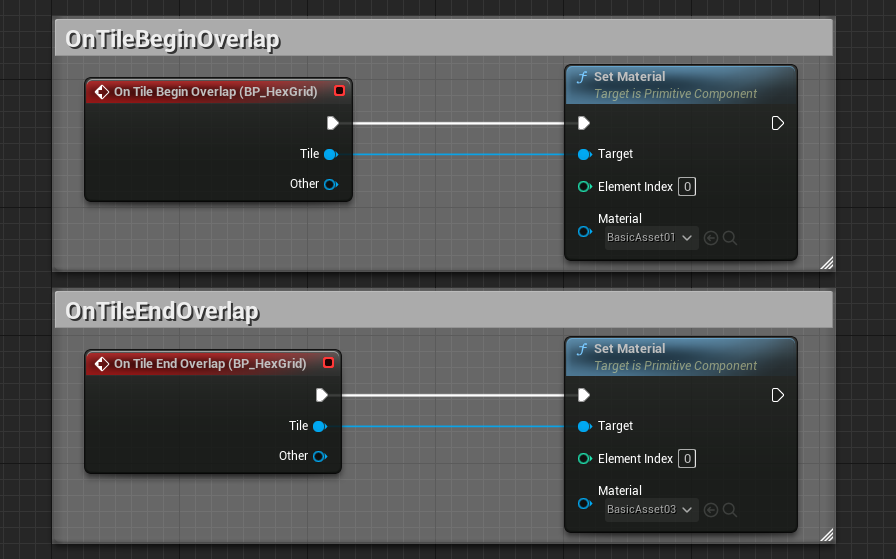 OnTileBeginOverlap
On Tile Begin Overlap (BP_HexGrid)
Tile
Other
f Set Material
Target is Primitive Component
Target
Element Index 0
Material
BasicAsset01
OnTileEndOverlap
On Tile End Overlap (BP_HexGrid)
Tile
Other
f Set Material
Target is Primitive Component
Target
Element Index 0
Material
BasicAsset03